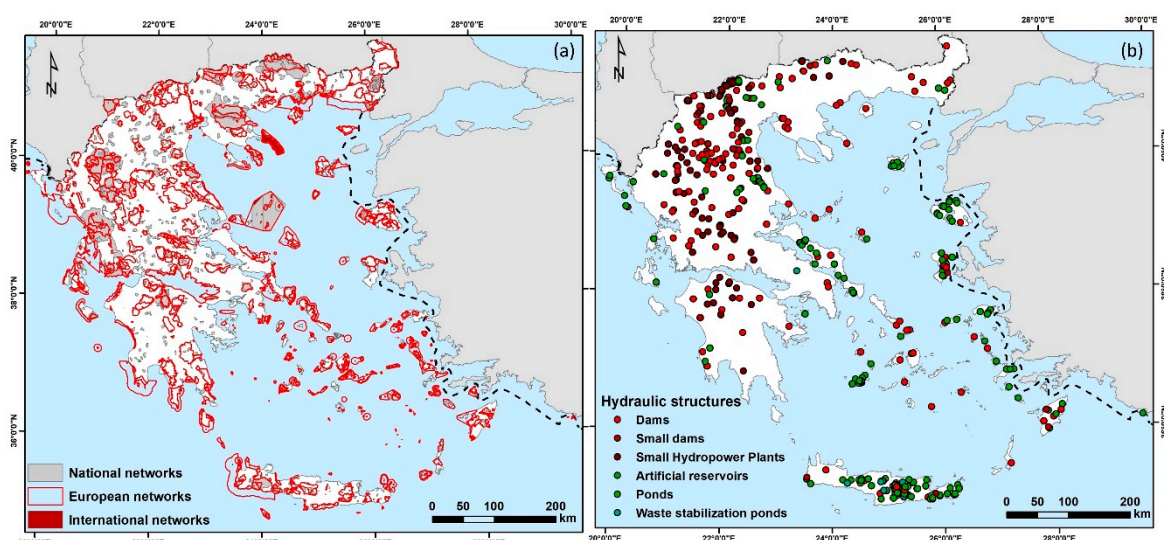 20°0'0"E 22°0'0"E 24°0'0"E 26°0'0"E 28°0'0"E 30°0'0"E
(a)
N
40°0'0"N
38°0'0"N
36°0'0"N
National networks
European networks
International networks
0 50 100 200
km
20°0'0"E 22°0'0"E 24°0'0"E 26°0'0"E 28°0'0"E 30°0'0"E
(b)
N
Hydraulic structures
Dams
Small dams
Small Hydropower Plants
Artificial reservoirs
Ponds
Waste stabilization ponds
0 50 100 200
km
20°0'0"E 22°0'0"E 24°0'0"E 26°0'0"E 28°0'0"E